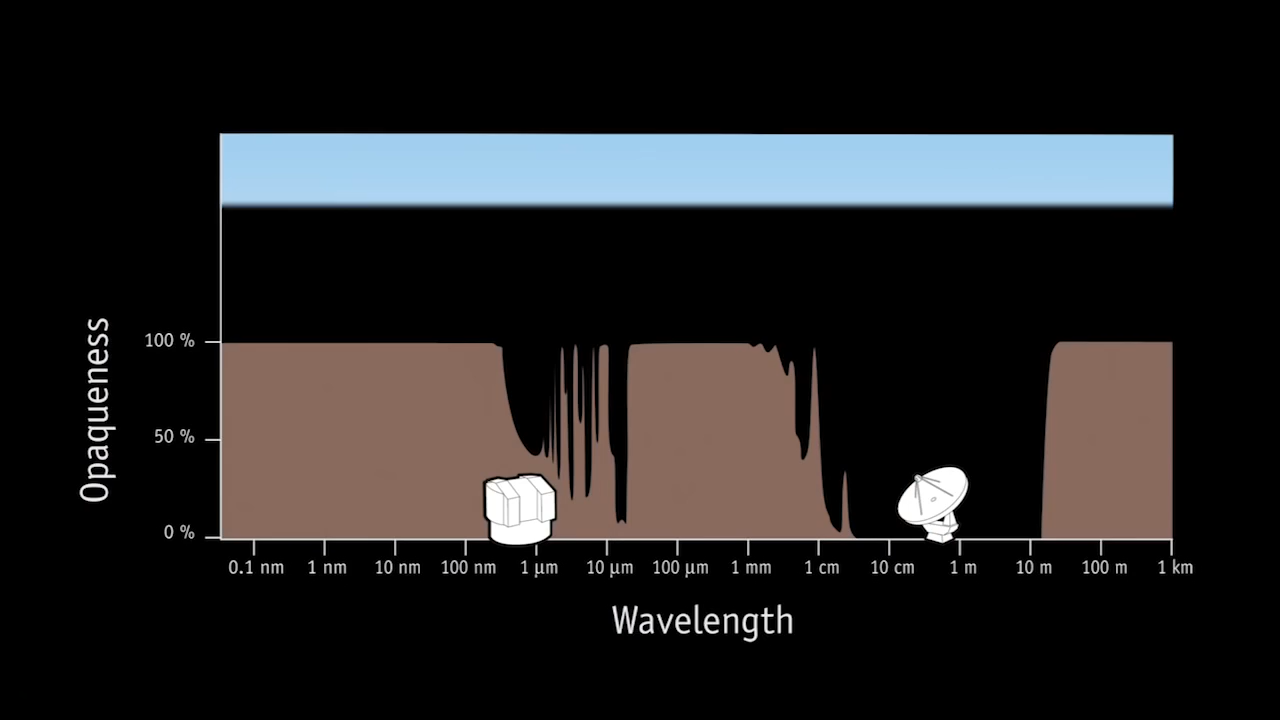 Opaqueness
100 %
50 %
0 %
0.1 nm 1 nm 10 nm 100 nm 1 µm 10 µm 100 µm 1 mm 1 cm 10 cm 1 m 10 m 100 m 1 km
Wavelength